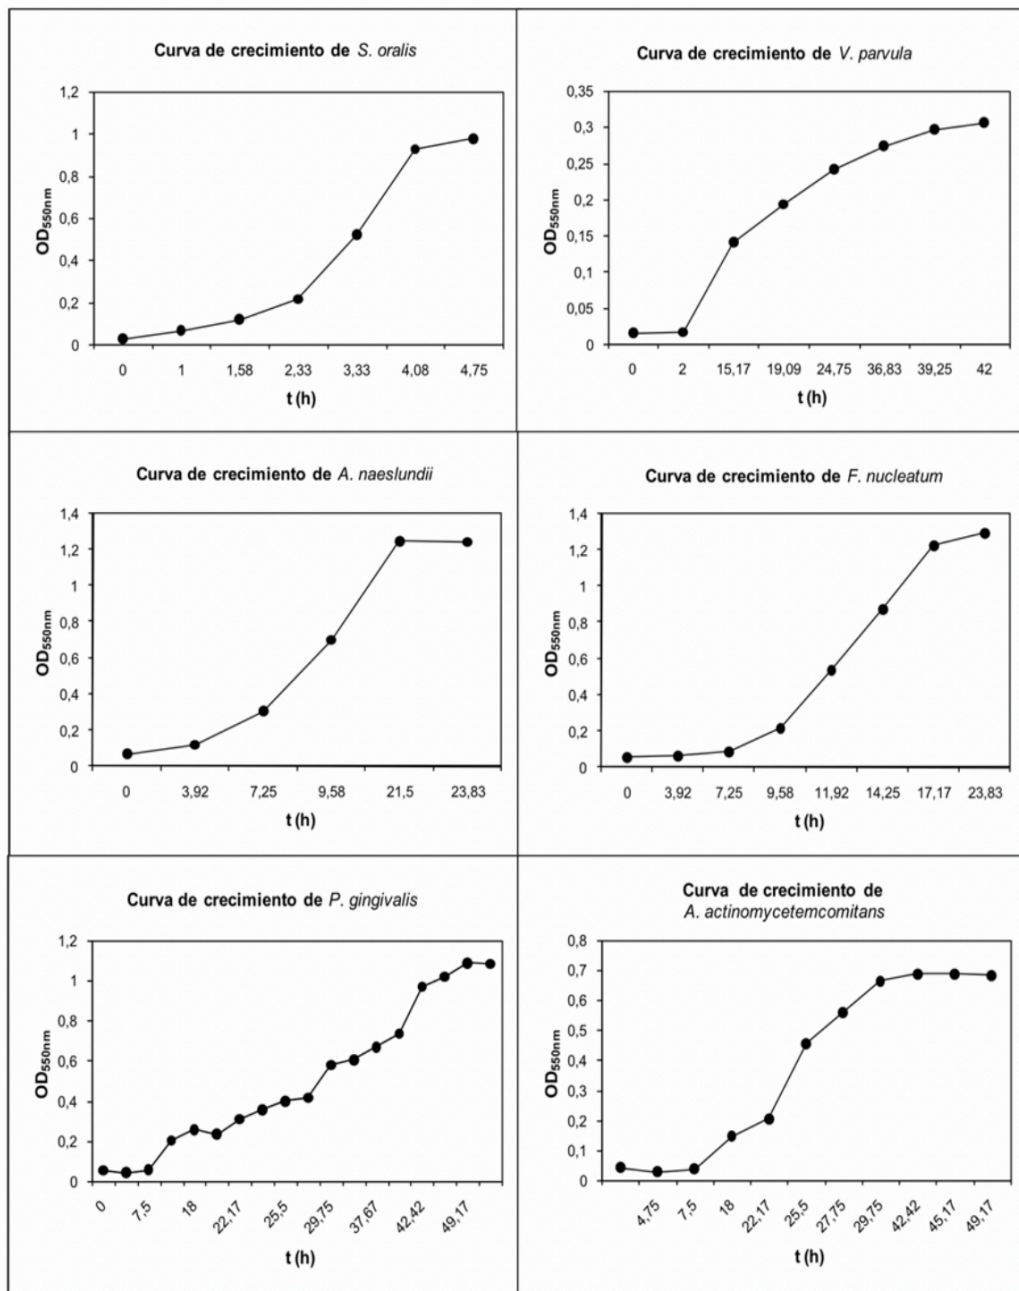 Curva de crecimiento de S. oralis
1,2
1
0,8
0,6
0,4
0,2
0
OD550nm
0 1 1,58 2,33 3,33 4,08 4,75
t (h)
Curva de crecimiento de V. parvula
0,35
0,3
0,25
0,2
0,15
0,1
0,05
0
OD550nm
0 2 15,17 19,09 24,75 36,83 39,25 42
t (h)
Curva de crecimiento de A. naeslundii
1,4
1,2
1
0,8
0,6
0,4
0,2
0
OD550nm
0 3,92 7,25 9,58 21,5 23,83
t (h)
Curva de crecimiento de F. nucleatum
1,4
1,2
1
0,8
0,6
0,4
0,2
0
OD550nm
0 3,92 7,25 9,58 11,92 14,25 17,17 23,83
t (h)
Curva de crecimiento de P. gingivalis
1,2
1
0,8
0,6
0,4
0,2
0
OD550nm
0 7,5 18 22,17 25,5 29,75 37,67 42,42 49,17
t (h)
Curva de crecimiento de
A. actinomycetemcomitans
0,8
0,7
0,6
0,5
0,4
0,3
0,2
0,1
0
OD550nm
4,75 7,5 18 22,17 25,5 27,75 29,75 42,42 45,17 49,17
t (h)